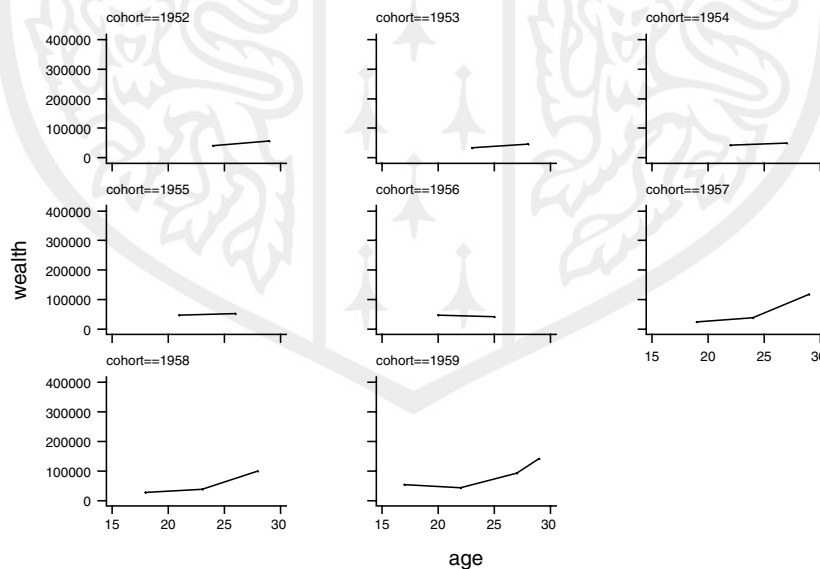 cohort==1952
cohort==1953
cohort==1954
400000
300000
200000
100000
0
cohort==1955
cohort==1956
cohort==1957
400000
300000
200000
100000
0
15 20 25 30
cohort==1958
cohort==1959
400000
300000
200000
100000
0
15 20 25 30
15 20 25 30
wealth
age